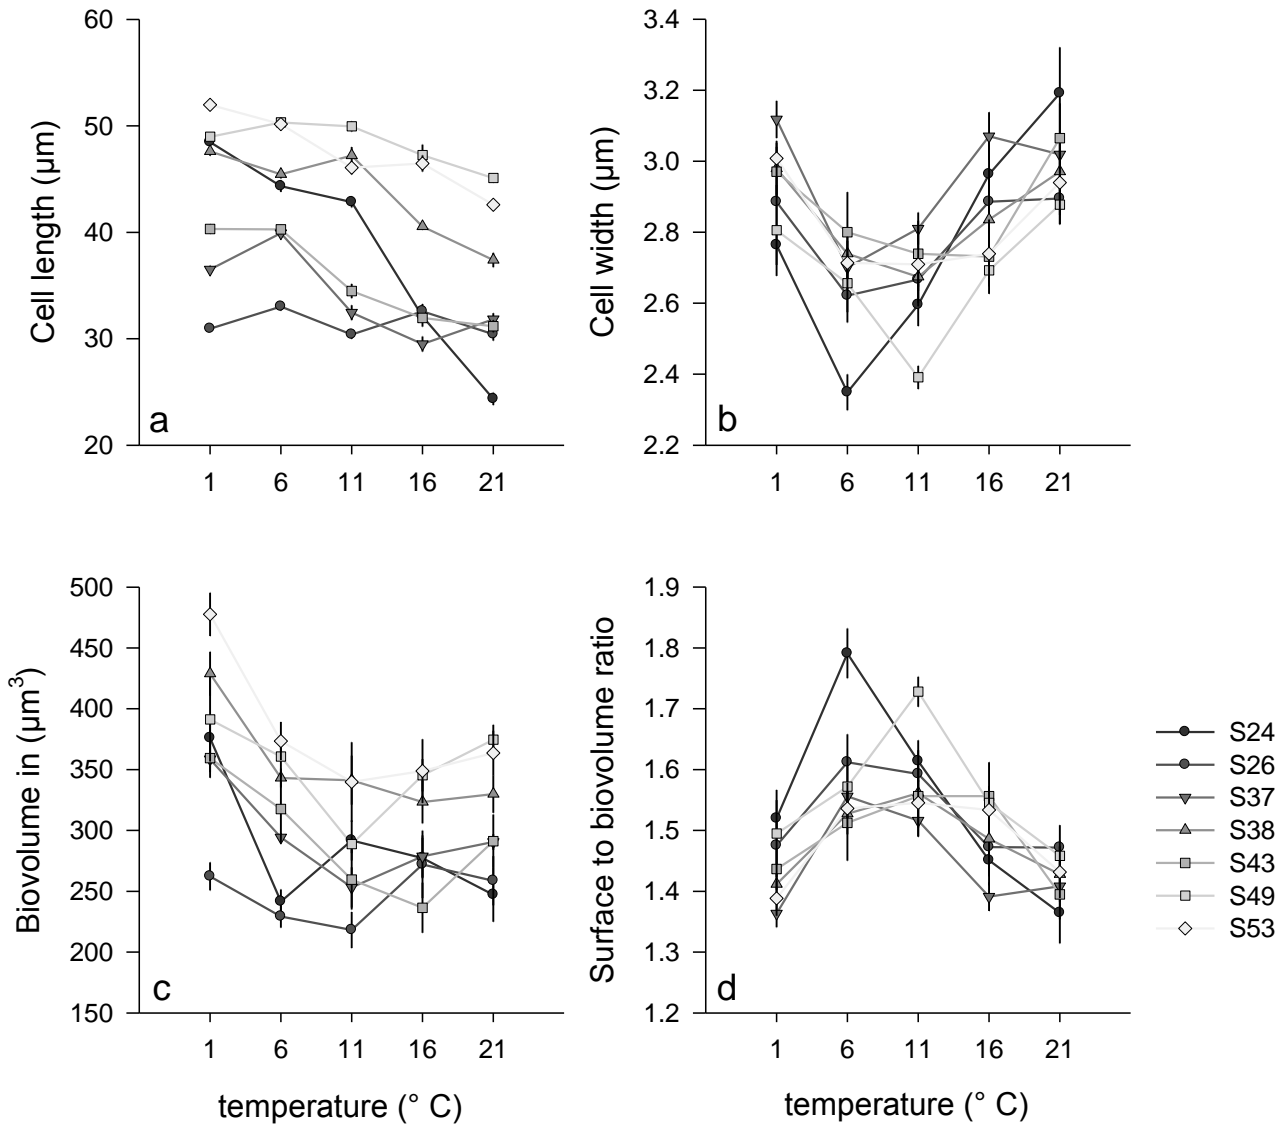 60
50
40
30
20
Cell length (µm)
a
1 6 11 16 21
3.4
3.2
3.0
2.8
2.6
2.4
2.2
Cell width (µm)
b
1 6 11 16 21
500
450
400
350
300
250
200
150
Biovolume in (µm³)
c
1 6 11 16 21
temperature (° C)
1.9
1.8
1.7
1.6
1.5
1.4
1.3
1.2
Surface to biovolume ratio
d
1 6 11 16 21
temperature (° C)
S24
S26
S37
S38
S43
S49
S53